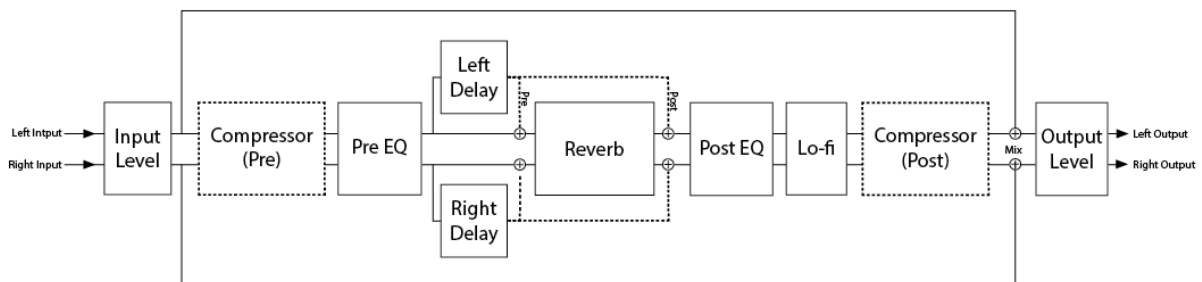 Left
Delay
Pre
Post
Left Intput
Right Input
Input
Level
Compressor
(Pre)
Pre EQ
Reverb
Post EQ
Lo-fi
Compressor
(Post)
Mix
Output
Level
Left Output
Right Output
Right
Delay